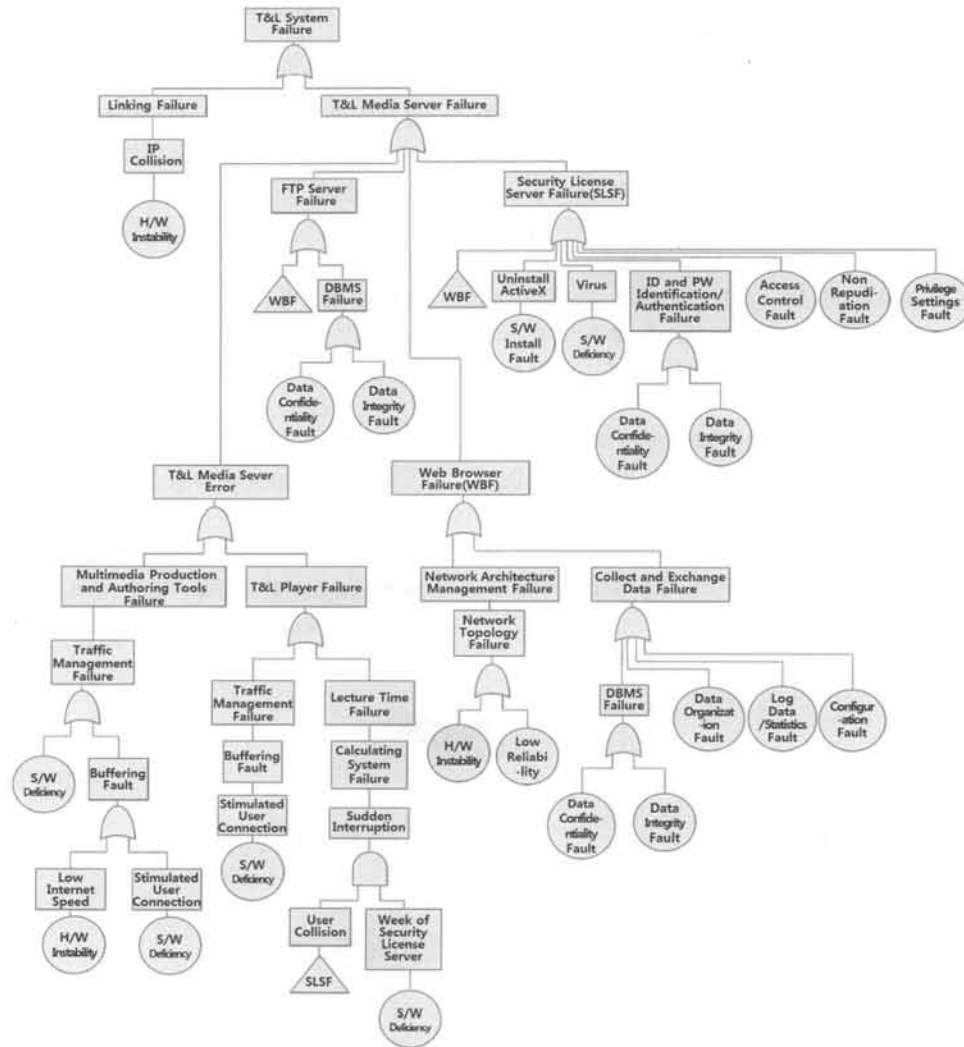 T&L System
Failure
Linking Failure
T&L Media Server Failure
IP
Collision
H/W
Instability
FTP Server
Failure
Security License
Server Failure(SLSF)
WBF
DBMS
Failure
Data
Confide-
ntiality
Fault
Data
Integrity
Fault
WBF
Uninstall
ActiveX
S/W
Install
Fault
Virus
S/W
Deficiency
ID and PW
Identification/
Authentication
Failure
Data
Confide-
ntiality
Fault
Data
Integrity
Fault
Access
Control
Fault
Non
Repudi-
ation
Fault
Privilege
Settings
Fault
T&L Media Sever
Error
Web Browser
Failure(WBF)
Multimedia Production
and Authoring Tools
Failure
T&L Player Failure
Network Architecture
Management Failure
Collect and Exchange
Data Failure
Traffic
Management
Failure
S/W
Deficiency
Buffering
Fault
Low
Internet
Speed
H/W
Instability
Stimulated
User
Connection
S/W
Deficiency
Traffic
Management
Failure
Buffering
Fault
Stimulated
User
Connection
S/W
Deficiency
Lecture Time
Failure
Calculating
System
Failure
Sudden
Interruption
User
Collision
SLSF
Week of
Security
License
Server
S/W
Deficiency
Network
Topology
Failure
H/W
Instability
Low
Reliabi
-lity
DBMS
Failure
Data
Confide-
ntiality
Fault
Data
Integrity
Fault
Data
Organizat
-ion
Fault
Log
Data
/Statistics
Fault
Configur
-ation
Fault